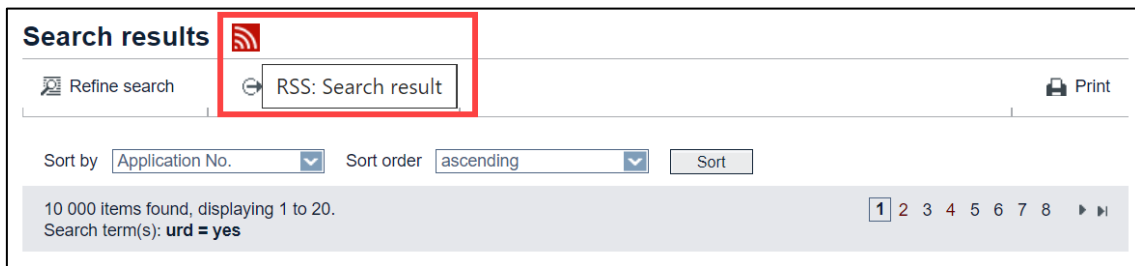 Search results
Refine search
RSS: Search result
Print
Sort by Application No. Sort order ascending Sort
10 000 items found, displaying 1 to 20. 1 2 3 4 5 6 7 8
Search term(s): urd = yes